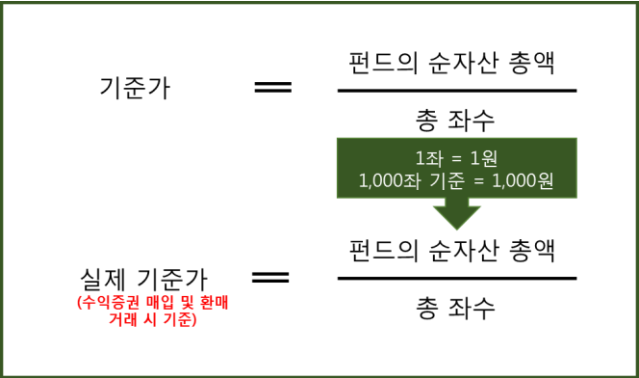 기준가
펀드의 순자산 총액
총 좌수
1좌 = 1원
1,000좌 기준 = 1,000원
실제 기준가
(수익증권 매입 및 환매
거래 시 기준)
펀드의 순자산 총액
총 좌수